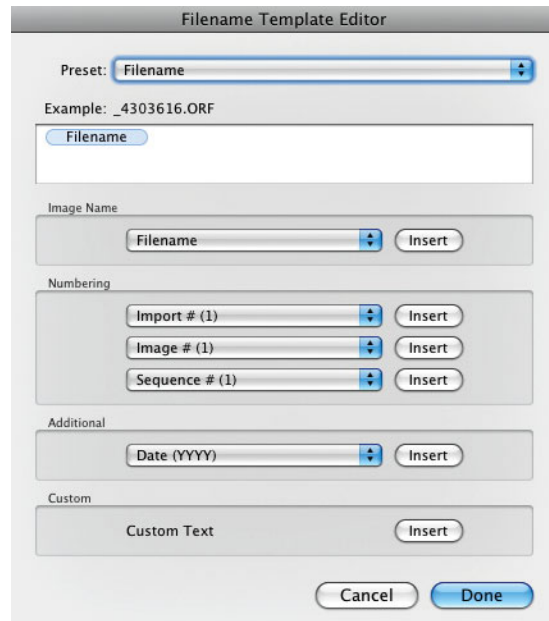 Filename Template Editor
Preset: Filename
Example: _4303616.ORF
Filename
Image Name
Filename Insert
Numbering
Import # (1) Insert
Image # (1) Insert
Sequence # (1) Insert
Additional
Date (YYYY) Insert
Custom
Custom Text Insert
Cancel Done